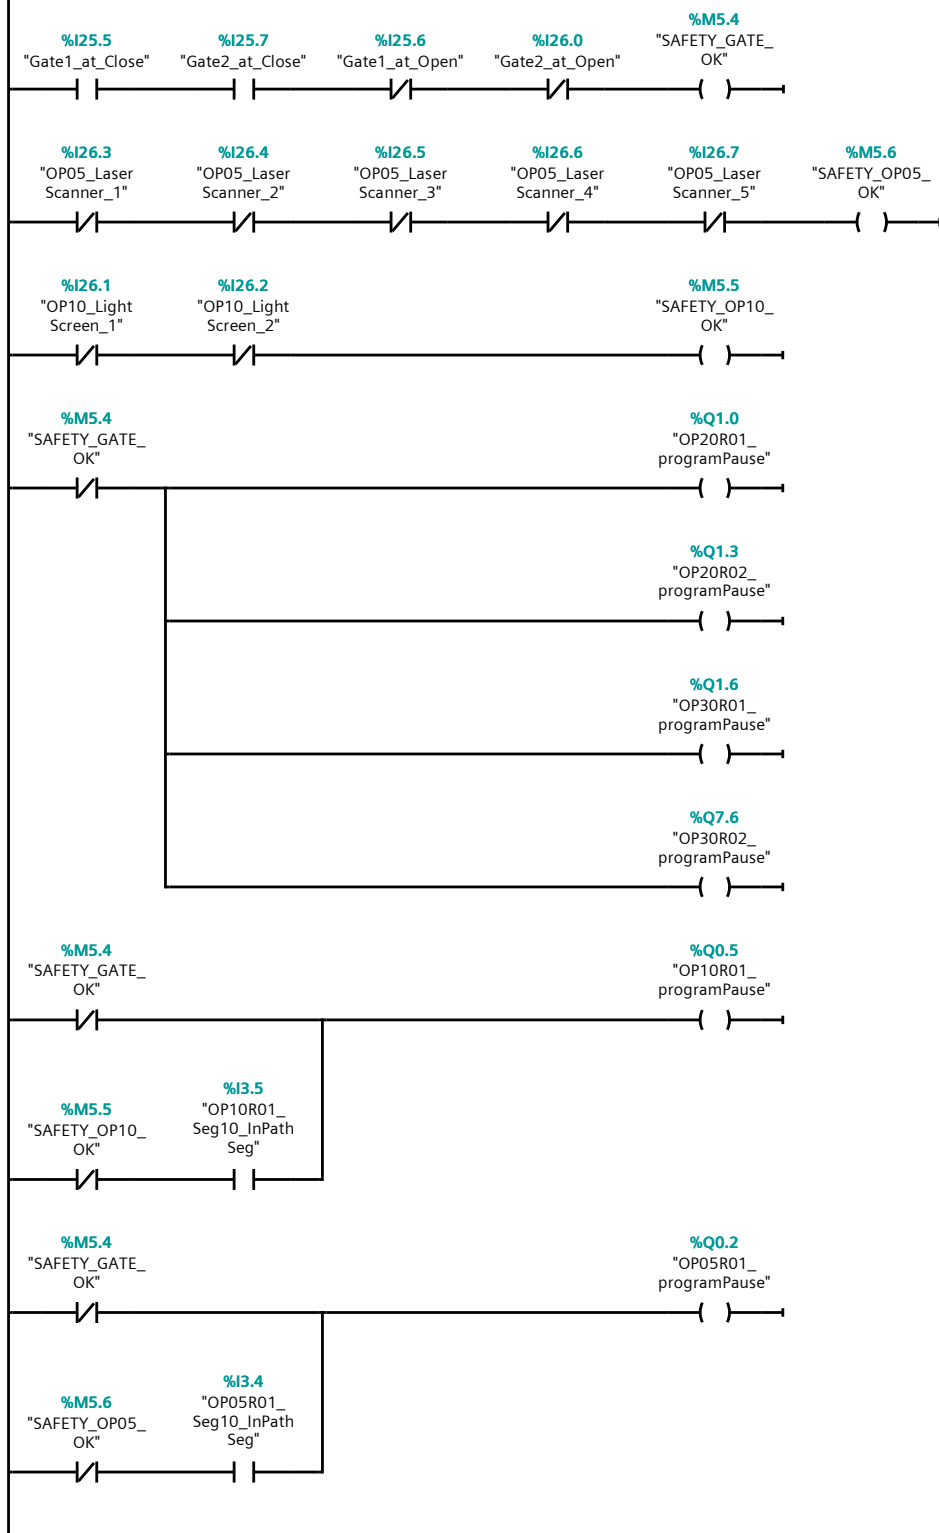 %I25.5
"Gate1_at_Close"
%I25.7
"Gate2_at_Close"
%I25.6
"Gate1_at_Open"
%I26.0
"Gate2_at_Open"
%M5.4
"SAFETY_GATE_
OK"
%I26.3
"OP05_Laser
Scanner_1"
%I26.4
"OP05_Laser
Scanner_2"
%I26.5
"OP05_Laser
Scanner_3"
%I26.6
"OP05_Laser
Scanner_4"
%I26.7
"OP05_Laser
Scanner_5"
%M5.6
"SAFETY_OP05_
OK"
%I26.1
"OP10_Light
Screen_1"
%I26.2
"OP10_Light
Screen_2"
%M5.5
"SAFETY_OP10_
OK"
%M5.4
"SAFETY_GATE_
OK"
%Q1.0
"OP20R01_
programPause"
%Q1.3
"OP20R02_
programPause"
%Q1.6
"OP30R01_
programPause"
%Q7.6
"OP30R02_
programPause"
%M5.4
"SAFETY_GATE_
OK"
%Q0.5
"OP10R01_
programPause"
%M5.5
"SAFETY_OP10_
OK"
%I3.5
"OP10R01_
Seg10_InPath
Seg"
%M5.4
"SAFETY_GATE_
OK"
%Q0.2
"OP05R01_
programPause"
%M5.6
"SAFETY_OP05_
OK"
%I3.4
"OP05R01_
Seg10_InPath
Seg"